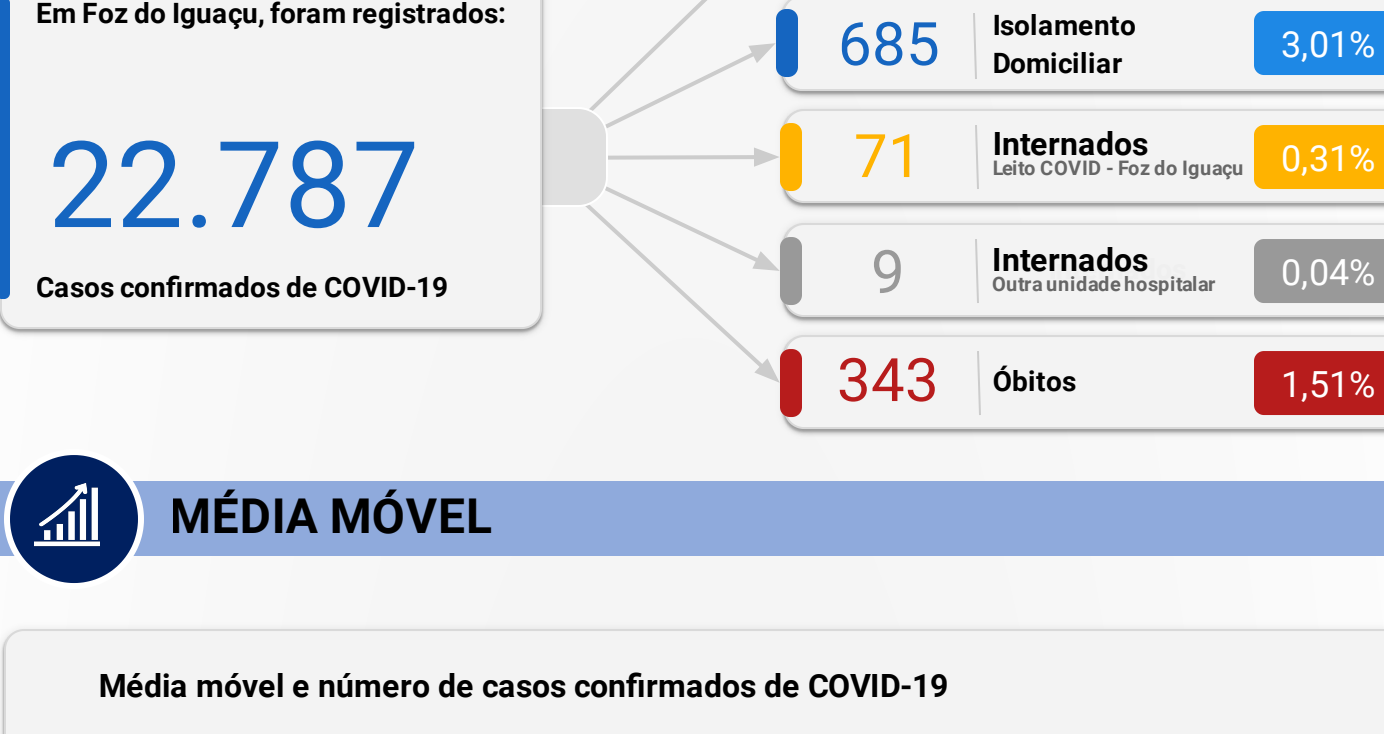 Em Foz do Iguaçu, foram registrados:
22.787
Casos confirmados de COVID-19
685
Isolamento
Domiciliar
3,01%
71
Internados
Leito COVID - Foz do Iguaçu
0,31%
9
Internados
Outra unidade hospitalar
0,04%
343
Óbitos
1,51%
MÉDIA MÓVEL
Média móvel e número de casos confirmados de COVID-19